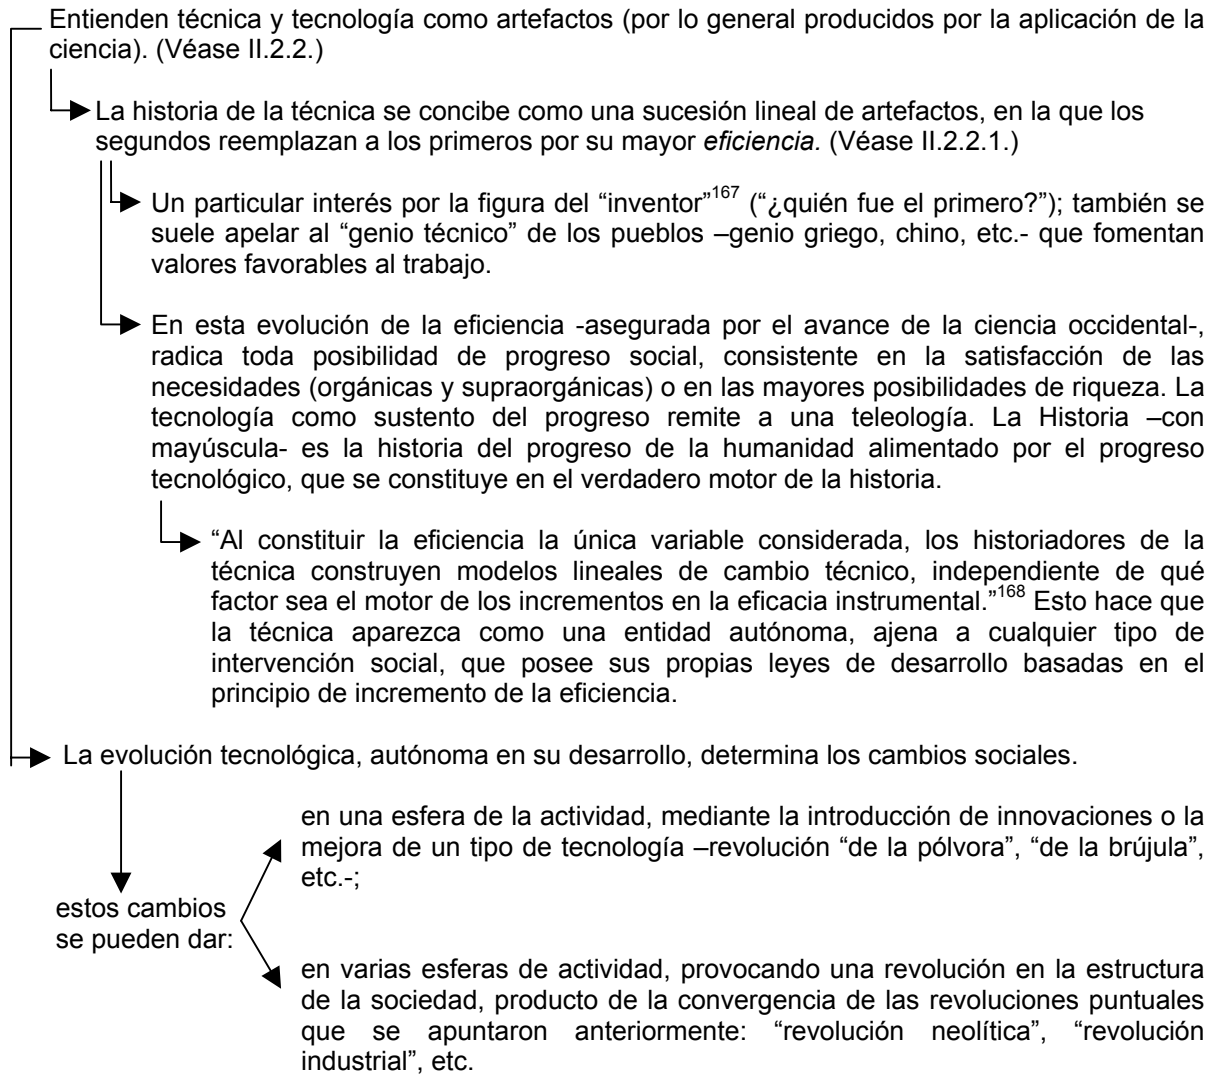 Entienden técnica y tecnología como artefactos (por lo general producidos por la aplicación de la
ciencia). (Véase II.2.2.)
La historia de la técnica se concibe como una sucesión lineal de artefactos, en la que los
segundos reemplazan a los primeros por su mayor eficiencia. (Véase II.2.2.1.)
Un particular interés por la figura del “inventor”167 (“¿quién fue el primero?”); también se
suele apelar al “genio técnico” de los pueblos –genio griego, chino, etc.- que fomentan
valores favorables al trabajo.
En esta evolución de la eficiencia -asegurada por el avance de la ciencia occidental-,
radica toda posibilidad de progreso social, consistente en la satisfacción de las
necesidades (orgánicas y supraorgánicas) o en las mayores posibilidades de riqueza. La
tecnología como sustento del progreso remite a una teleología. La Historia –con
mayúscula- es la historia del progreso de la humanidad alimentado por el progreso
tecnológico, que se constituye en el verdadero motor de la historia.
“Al constituir la eficiencia la única variable considerada, los historiadores de la
técnica construyen modelos lineales de cambio técnico, independiente de qué
factor sea el motor de los incrementos en la eficacia instrumental.”168 Esto hace que
la técnica aparezca como una entidad autónoma, ajena a cualquier tipo de
intervención social, que posee sus propias leyes de desarrollo basadas en el
principio de incremento de la eficiencia.
La evolución tecnológica, autónoma en su desarrollo, determina los cambios sociales.
estos cambios
se pueden dar:
en una esfera de la actividad, mediante la introducción de innovaciones o la
mejora de un tipo de tecnología –revolución “de la pólvora”, “de la brújula”,
etc.-;
en varias esferas de actividad, provocando una revolución en la estructura
de la sociedad, producto de la convergencia de las revoluciones puntuales
que se apuntaron anteriormente: “revolución neolítica”, “revolución
industrial”, etc.